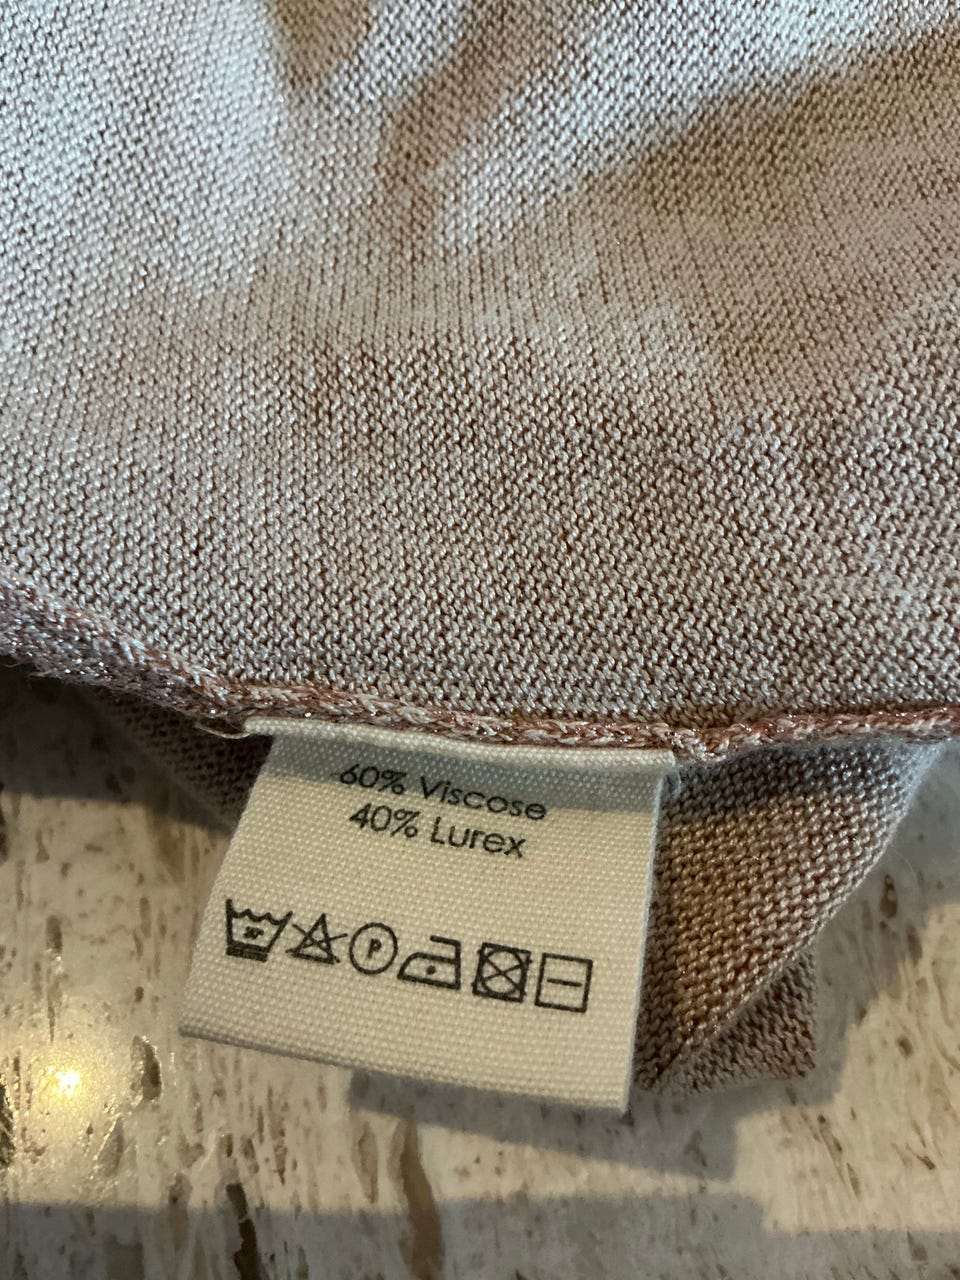 60% Viscose
40% Lurex
P